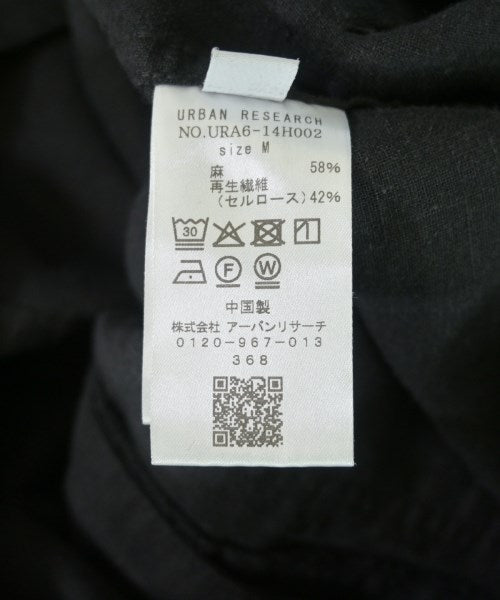 URBAN RESEARCH
NO.URA6-14H002
size M
麻 58%
再生繊維
(セルロース)42%
30
F W
中国製
株式会社 アーバンリサーチ
0120-967-013
368